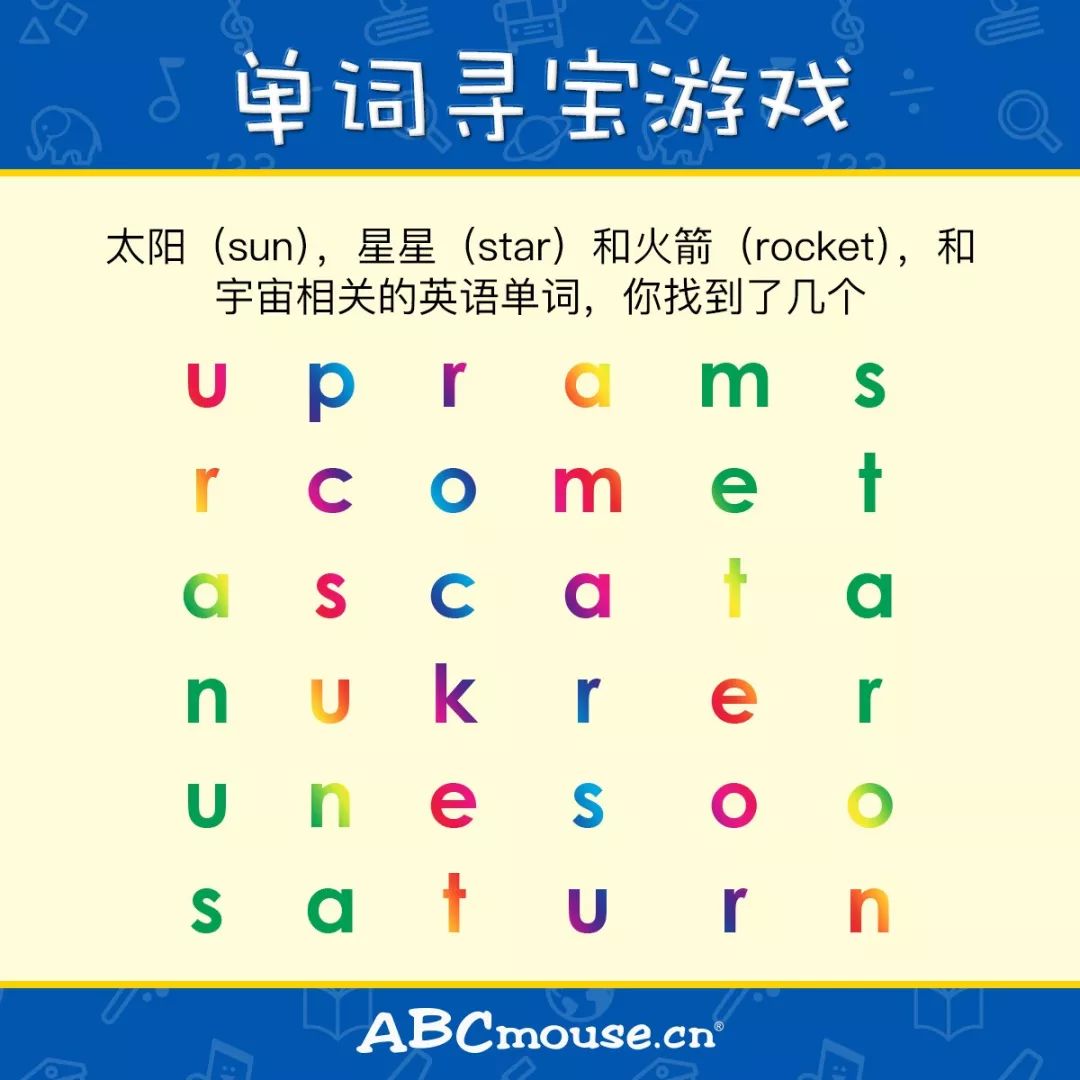 单词寻宝游戏
太阳（sun），星星（star）和火箭（rocket），和
宇宙相关的英语单词，你找到了几个
u p r a m s
r c o m e t
a s c a t a
n u k r e r
u n e s o o
s a t u r n
ABCmouse.cn®